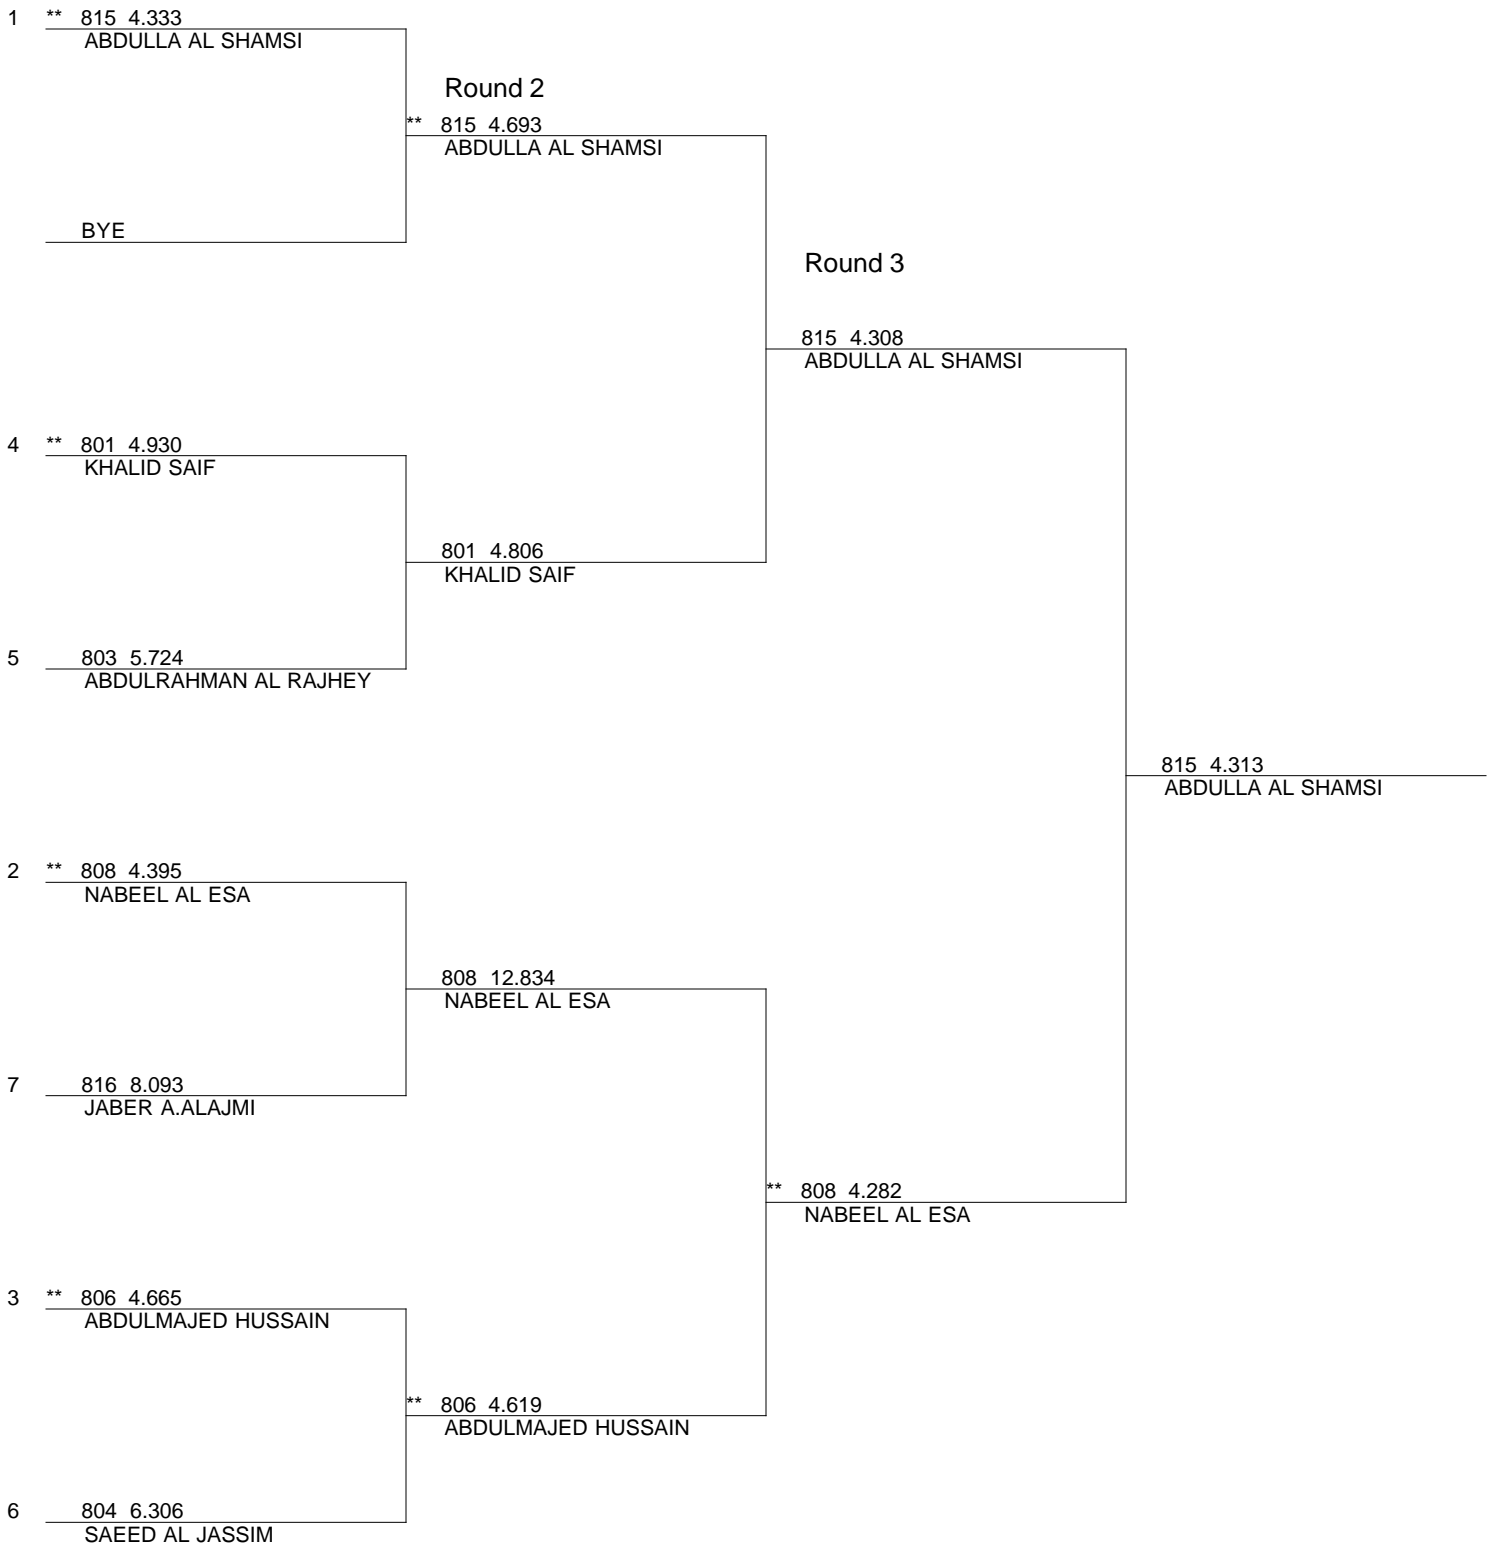 1 ** 815 4.333
ABDULLA AL SHAMSI
Round 2
** 815 4.693
ABDULLA AL SHAMSI
BYE
Round 3
815 4.308
ABDULLA AL SHAMSI
4 ** 801 4.930
KHALID SAIF
801 4.806
KHALID SAIF
5 803 5.724
ABDULRAHMAN AL RAJHEY
815 4.313
ABDULLA AL SHAMSI
2 ** 808 4.395
NABEEL AL ESA
808 12.834
NABEEL AL ESA
7 816 8.093
JABER A.ALAJMI
** 808 4.282
NABEEL AL ESA
3 ** 806 4.665
ABDULMAJED HUSSAIN
** 806 4.619
ABDULMAJED HUSSAIN
6 804 6.306
SAEED AL JASSIM